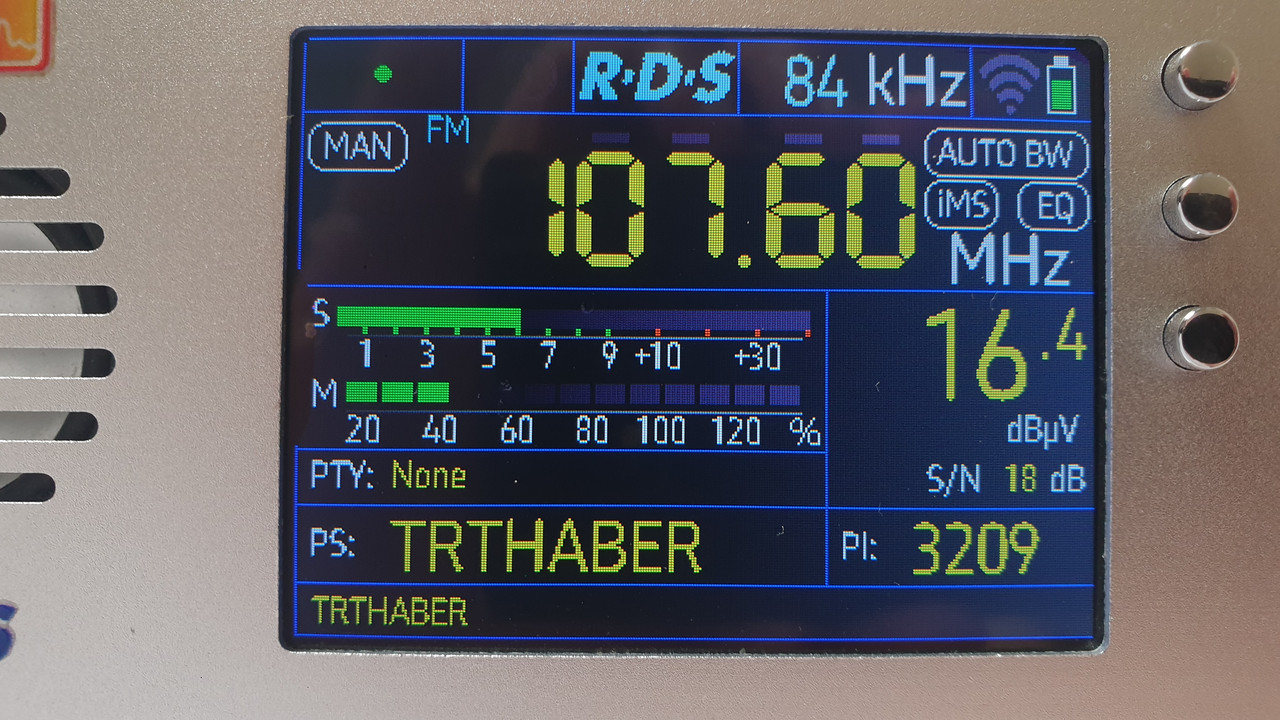 R·D·S 84 kHz
MAN FM 107.60 AUTO BW
iMS EQ
MHz
S
1 3 5 7 9 +10 +30
16.4
M
20 40 60 80 100 120 %
dBµV
PTY: None
S/N 18 dB
PS: TRTHABER
PI: 3209
TRTHABER